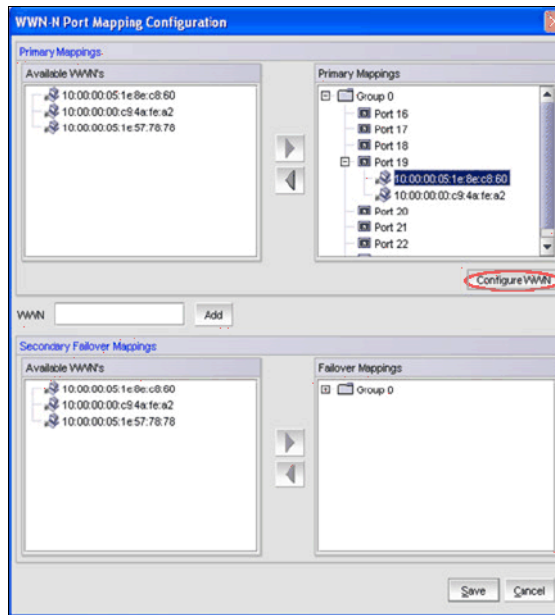 WWN-N Port Mapping Configuration
Primary Mappings
Available WWN's
10:00:00:05:1e:8e:c8:60
10:00:00:00:c9:4a:fe:a2
10:00:00:05:1e:57:78:78
Primary Mappings
Group 0
Port 16
Port 17
Port 18
Port 19
10:00:00:05:1e:8e:c8:60
10:00:00:00:c9:4a:fe:a2
Port 20
Port 21
Port 22
Configure WWN
WWN
Add
Secondary Failover Mappings
Available WWN's
10:00:00:05:1e:8e:c8:60
10:00:00:00:c9:4a:fe:a2
10:00:00:05:1e:57:78:78
Failover Mappings
Group 0
Save
Cancel